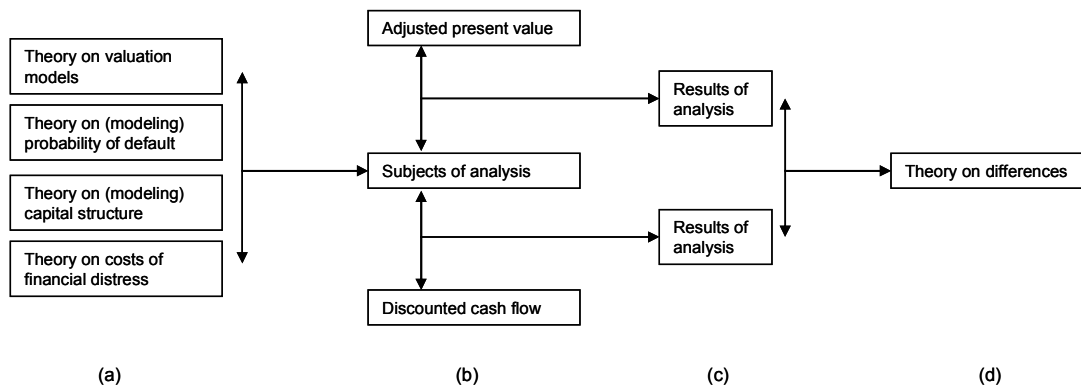 Theory on valuation
models
Theory on (modeling)
probability of default
Theory on (modeling)
capital structure
Theory on costs of
financial distress
Adjusted present value
Subjects of analysis
Discounted cash flow
Results of
analysis
Results of
analysis
Theory on differences
(a)
(b)
(c)
(d)